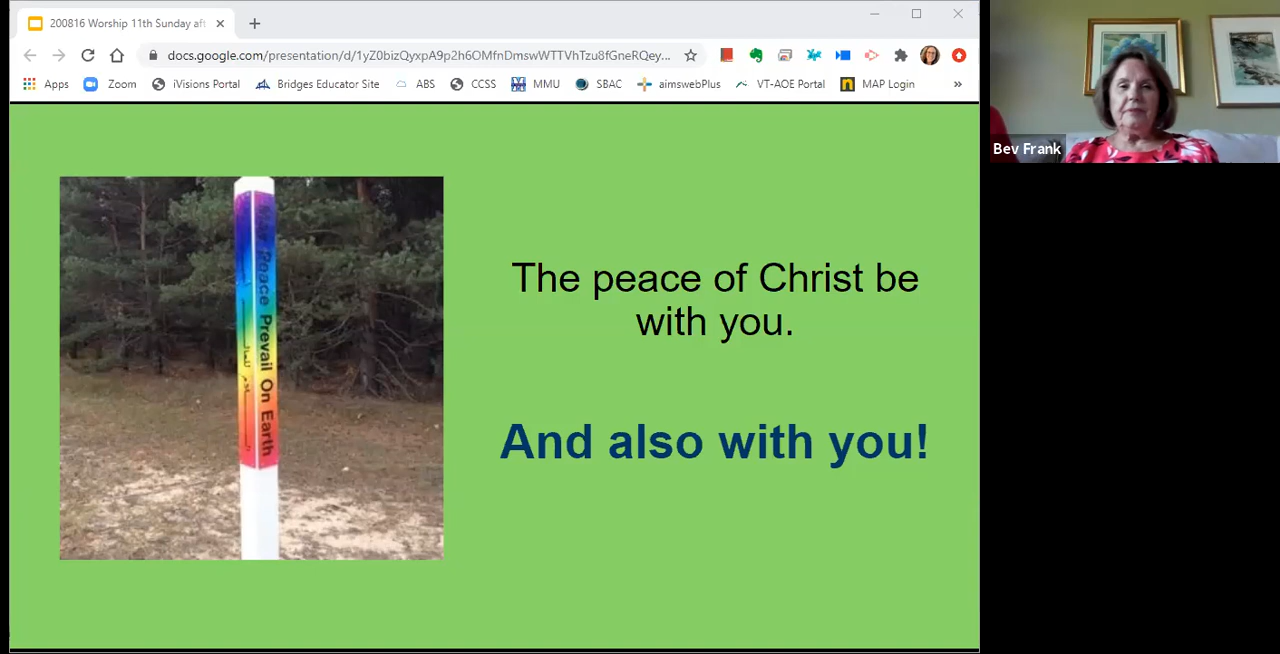 200816 Worship 11th Sunday aft
docs.google.com/presentation/d/1yZ0bizQyxpA9p2h6OMfnDmswWTTVhTzu8fGneRQey...
Apps Zoom iVisions Portal Bridges Educator Site ABS CCSS MMU SBAC aimswebPlus VT-AOE Portal MAP Login »
Bev Frank
May Peace Prevail On Earth
The peace of Christ be
with you.
And also with you!